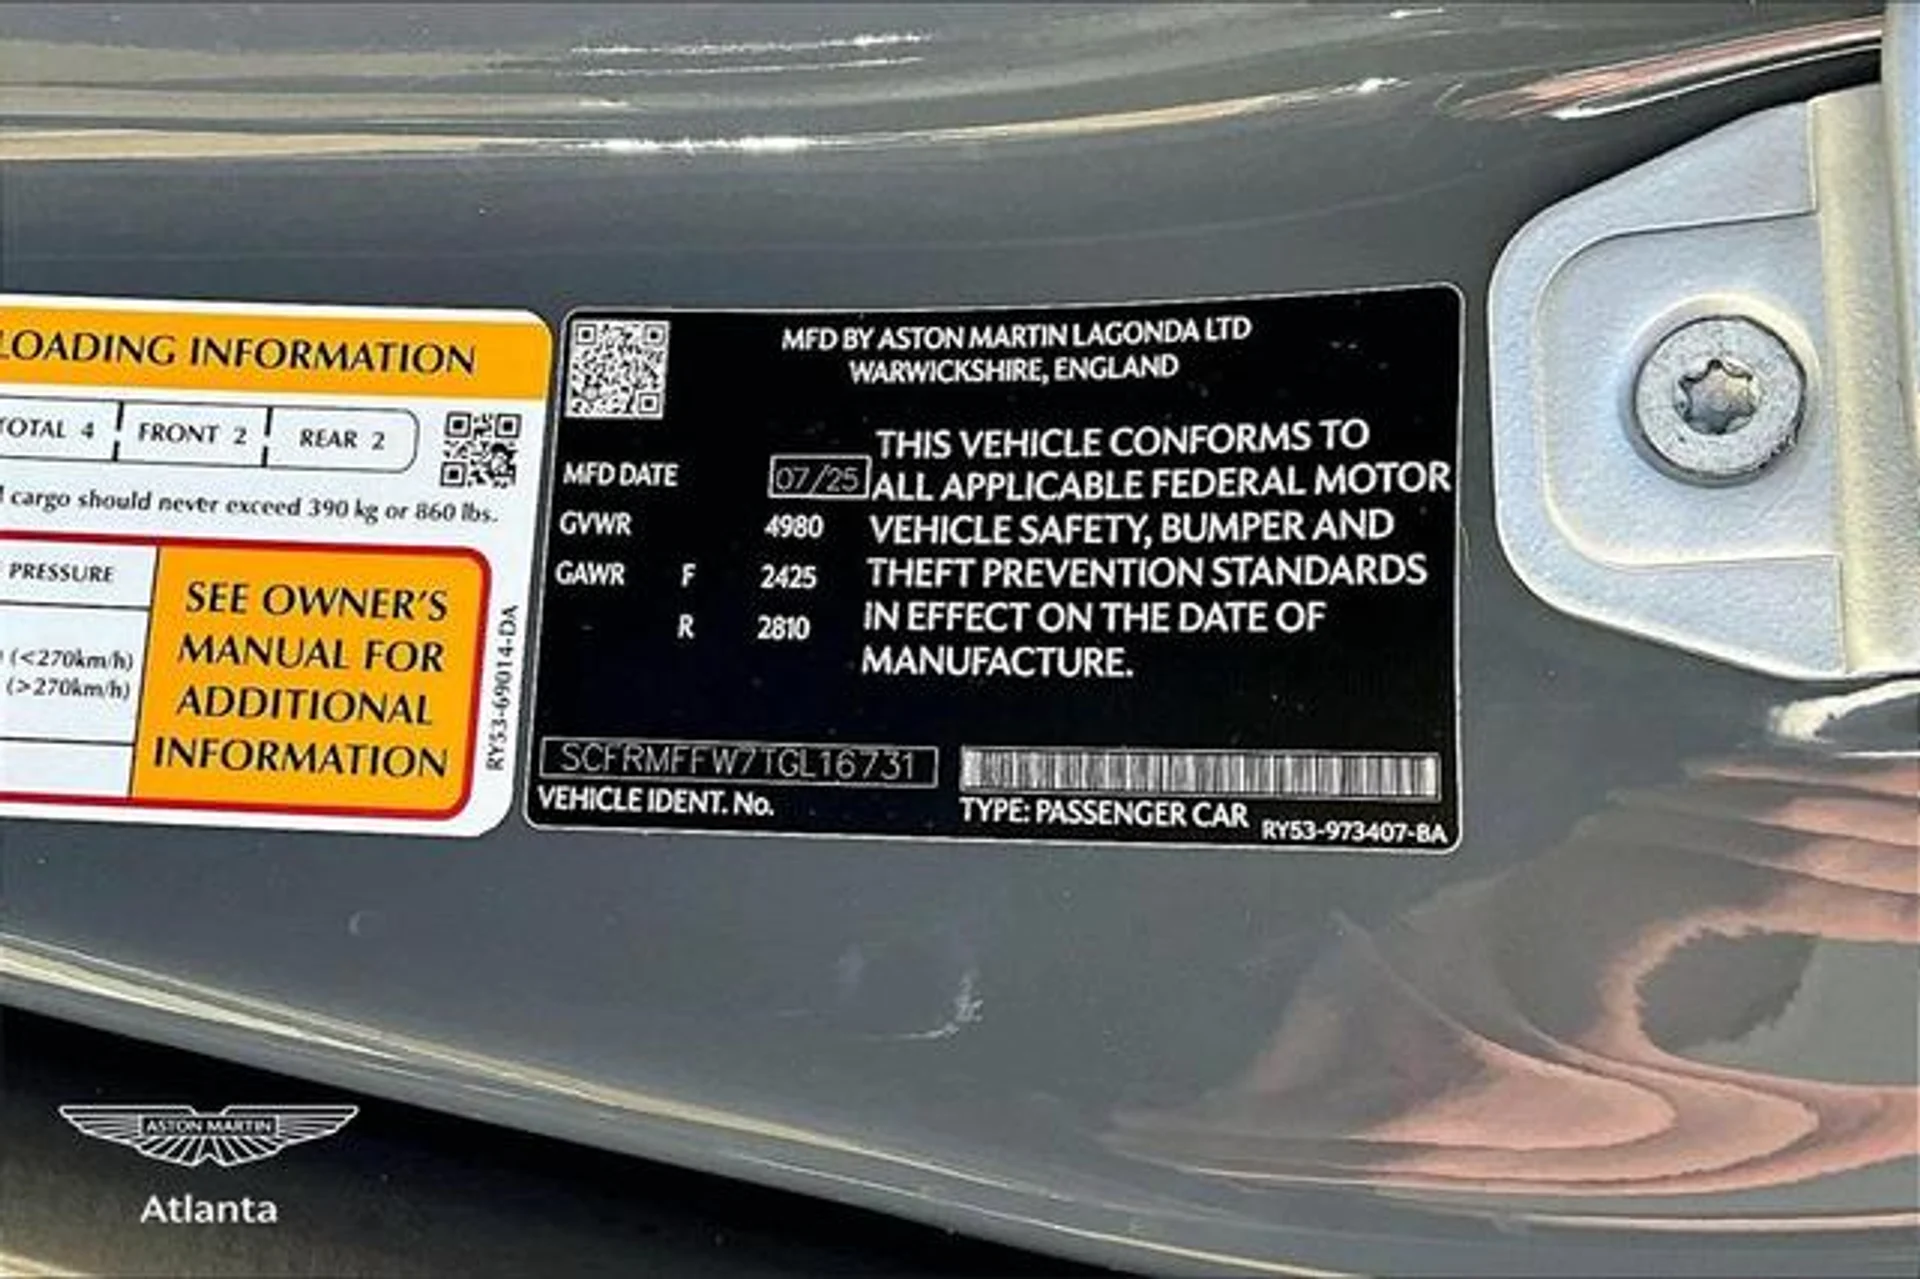 LOADING INFORMATION
TOTAL 4 FRONT 2 REAR 2
cargo should never exceed 390 kg or 860 lbs.
PRESSURE
(<270km/h)
(>270km/h)
SEE OWNER'S
MANUAL FOR
ADDITIONAL
INFORMATION
RY53-69014-DA
MFD BY ASTON MARTIN LAGONDA LTD
WARWICKSHIRE, ENGLAND
MFD DATE 07/25
GVWR 4980
GAWR F 2425
R 2810
THIS VEHICLE CONFORMS TO
ALL APPLICABLE FEDERAL MOTOR
VEHICLE SAFETY, BUMPER AND
THEFT PREVENTION STANDARDS
IN EFFECT ON THE DATE OF
MANUFACTURE.
SCFRMFFW7TGL16731
VEHICLE IDENT. No.
TYPE: PASSENGER CAR
RY53-973407-BA
ASTON MARTIN
Atlanta